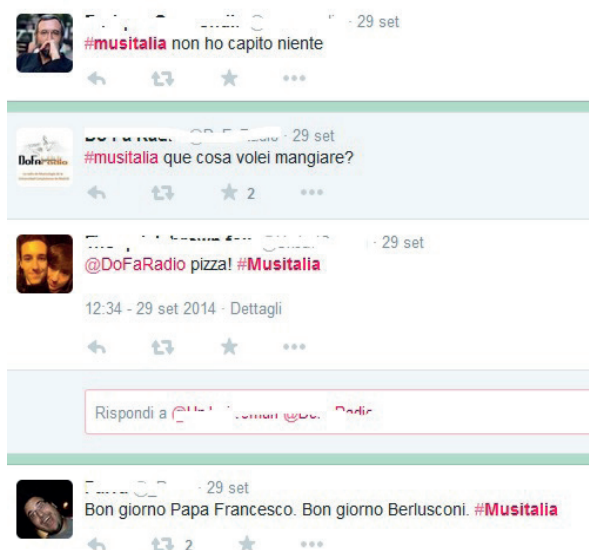 · 29 set
#musitalia non ho capito niente
· 29 set
DoFaRadio
#musitalia que cosa volei mangiare?
2
· 29 set
@DoFaRadio pizza! #Musitalia
12:34 - 29 set 2014 · Dettagli
Rispondi a
· 29 set
Bon giorno Papa Francesco. Bon giorno Berlusconi. #Musitalia
2